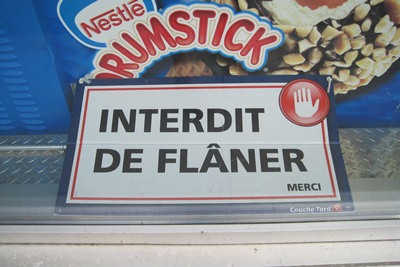 Nestlé
DRUMSTICK
INTERDIT
DE FLÂNER
MERCI
Couche-Tard